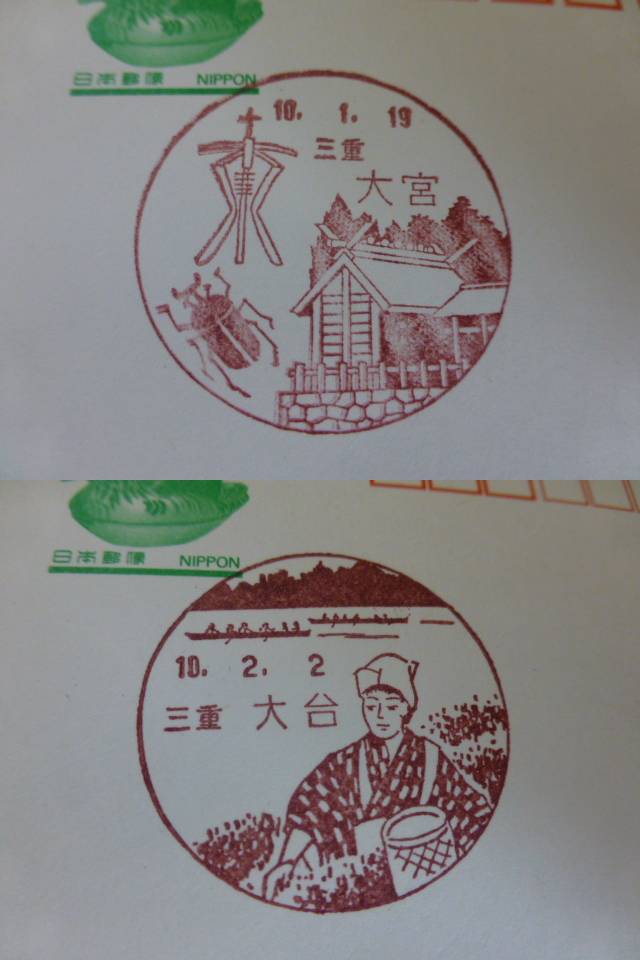 日本郵便 NIPPON
10. 1. 19
三重
大宮
日本郵便 NIPPON
10. 2. 2
三重 大台